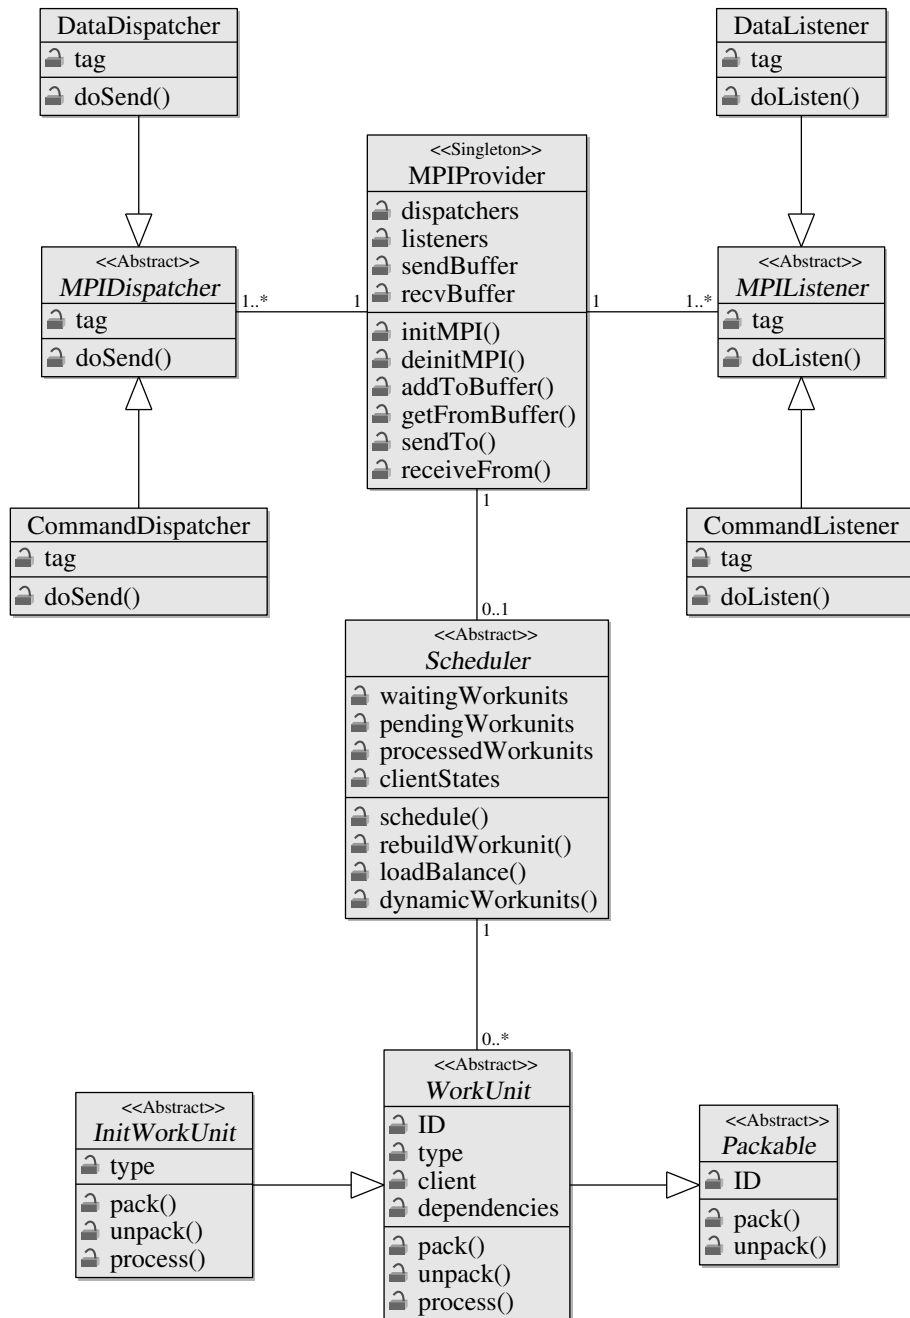 DataDispatcher
tag
doSend()
DataListener
tag
doListen()
<<Singleton>>
MPIProvider
dispatchers
listeners
sendBuffer
recvBuffer
initMPI()
deinitMPI()
addToBuffer()
getFromBuffer()
sendTo()
receiveFrom()
<<Abstract>>
MPIDispatcher
tag
doSend()
1..*
1
1
1..*
<<Abstract>>
MPIListener
tag
doListen()
CommandDispatcher
tag
doSend()
1
CommandListener
tag
doListen()
0..1
<<Abstract>>
Scheduler
waitingWorkunits
pendingWorkunits
processedWorkunits
clientStates
schedule()
rebuildWorkunit()
loadBalance()
dynamicWorkunits()
1
0..*
<<Abstract>>
InitWorkUnit
type
pack()
unpack()
process()
<<Abstract>>
WorkUnit
ID
type
client
dependencies
pack()
unpack()
process()
<<Abstract>>
Packable
ID
pack()
unpack()